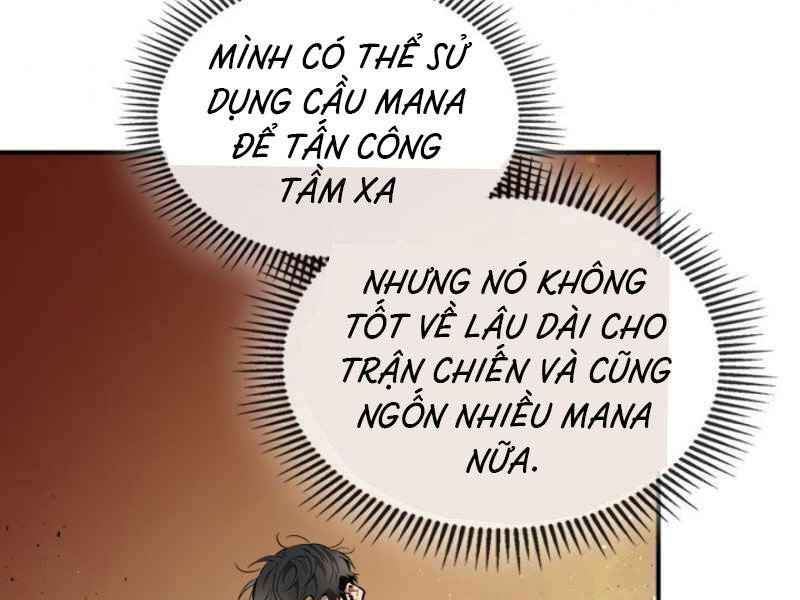 MÌNH CÓ THỂ SỬ
DỤNG CẦU MANA
ĐỂ TẤN CÔNG
TẦM XA
NHƯNG NÓ KHÔNG
TỐT VỀ LÂU DÀI CHO
TRẬN CHIẾN VÀ CŨNG
NGỐN NHIỀU MANA
NỮA.